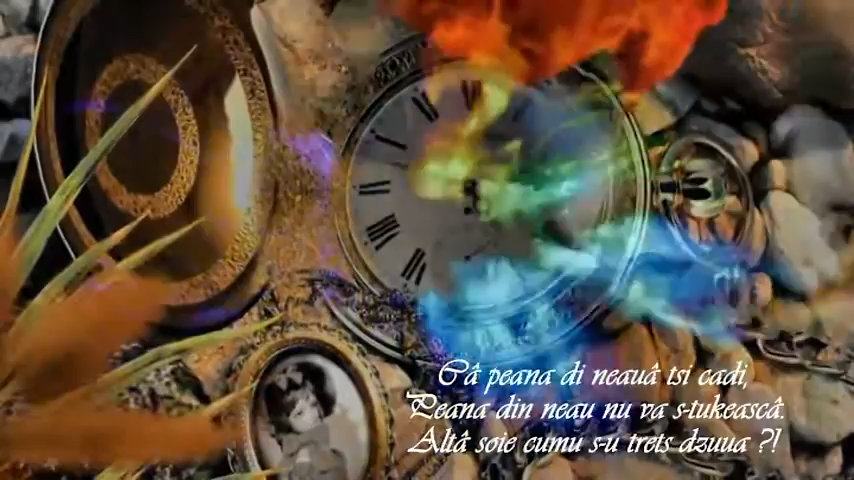 Câ peana di neauâ tsi cadi,
Peana din neau nu va s-tukeascâ.
Altâ soie cumu s-u trets dzuua ?!